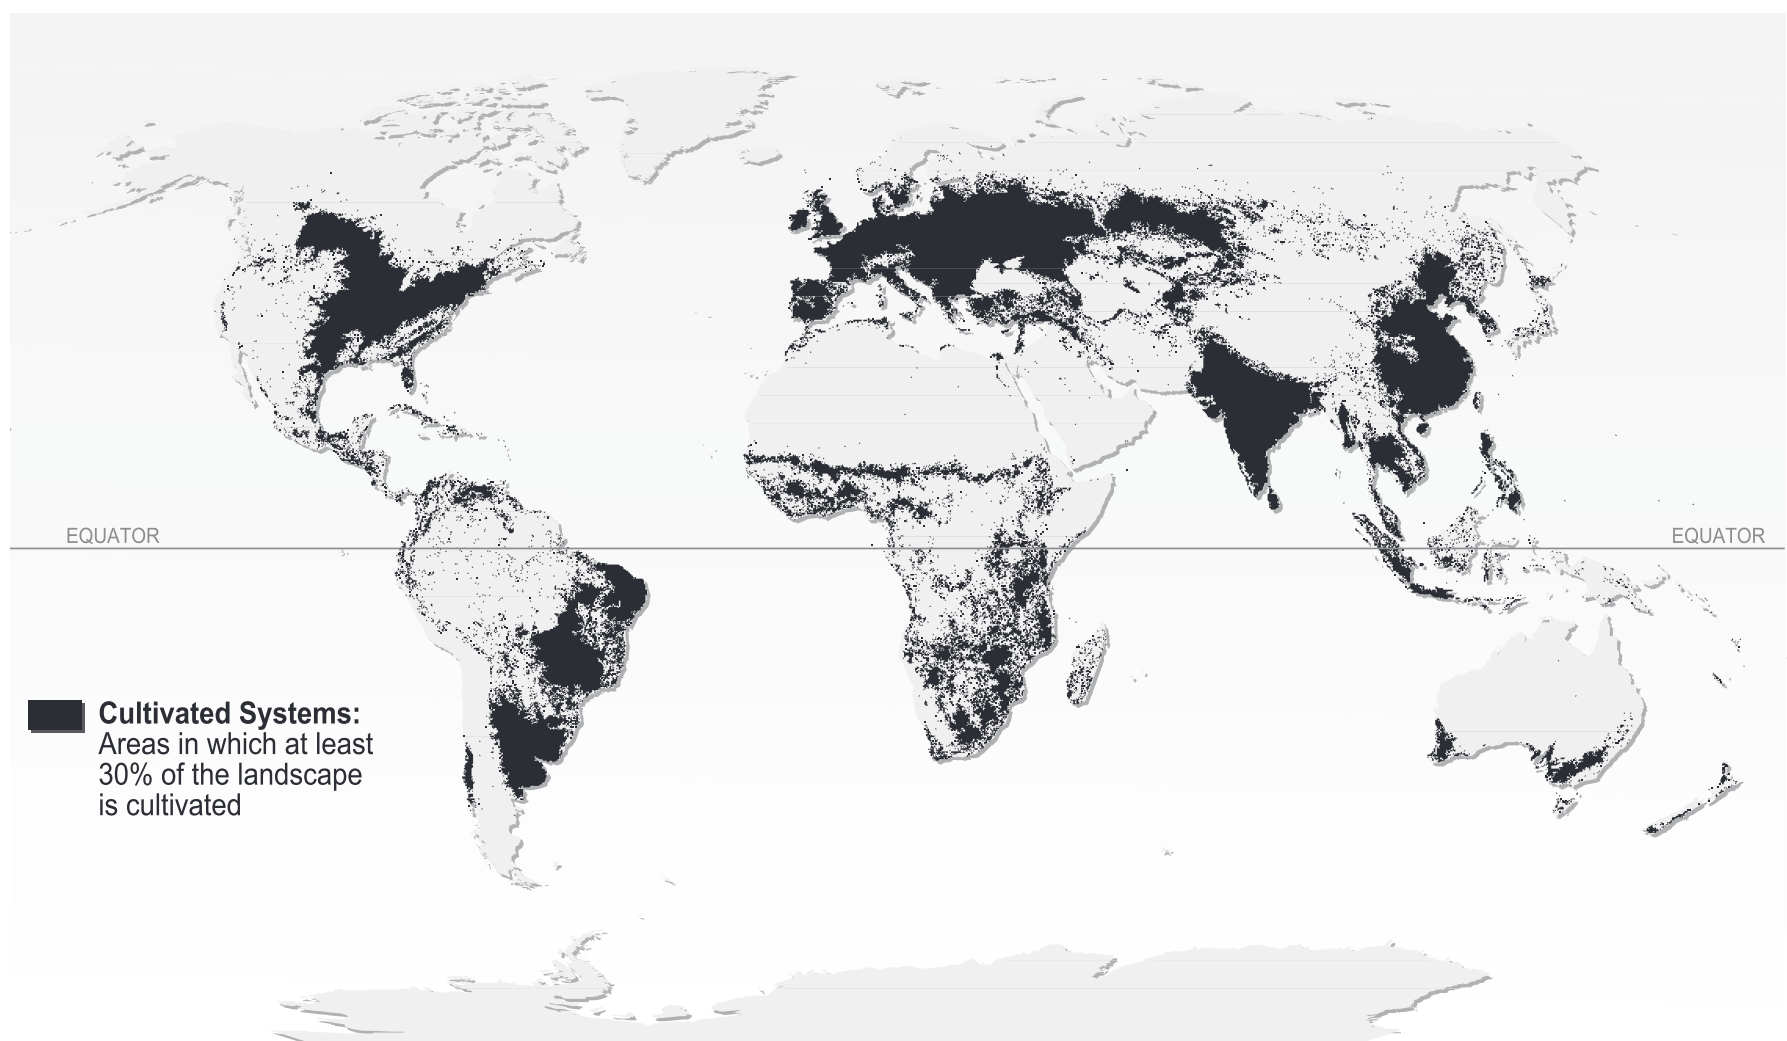 EQUATOR
EQUATOR
Cultivated Systems:
Areas in which at least
30% of the landscape
is cultivated